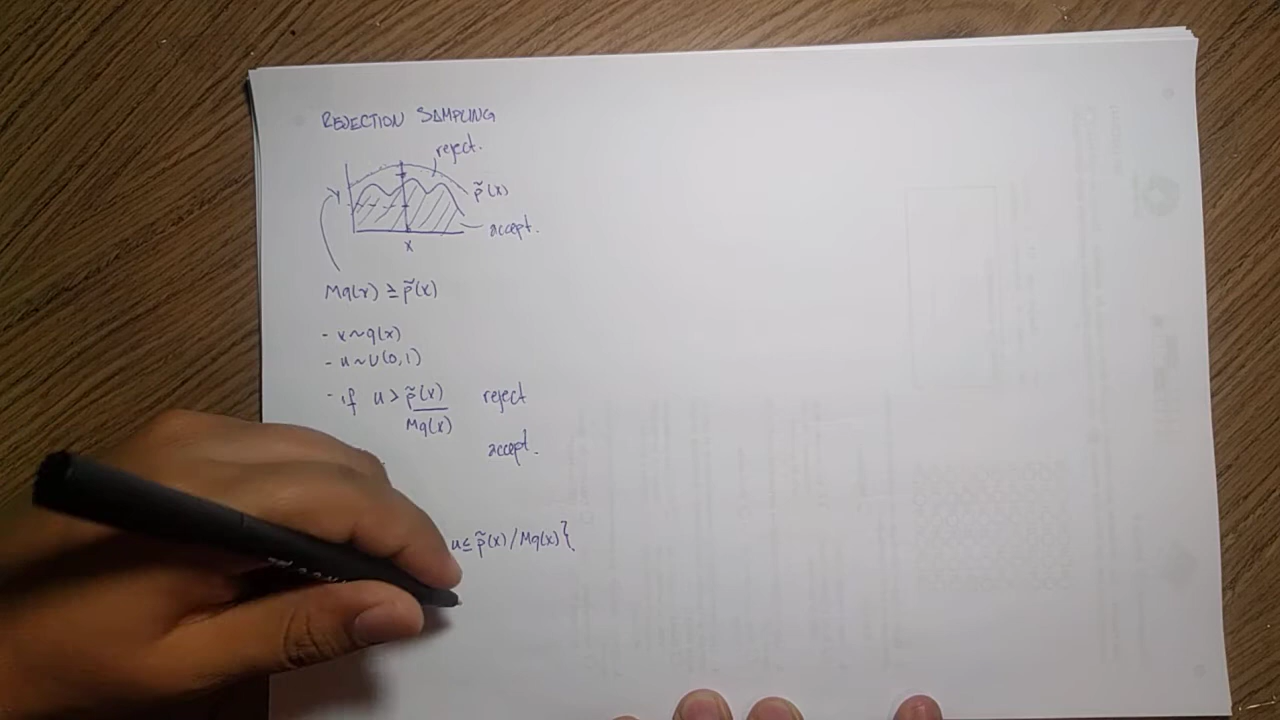 REJECTION SAMPLING
reject.
p̃(x)
accept.
x
Mq(x) ≥ p̃(x)
- x ~ q(x)
- u ~ U(0,1)
- if u > p̃(x) / Mq(x) reject
accept.
u ≤ p̃(x) / Mq(x)}